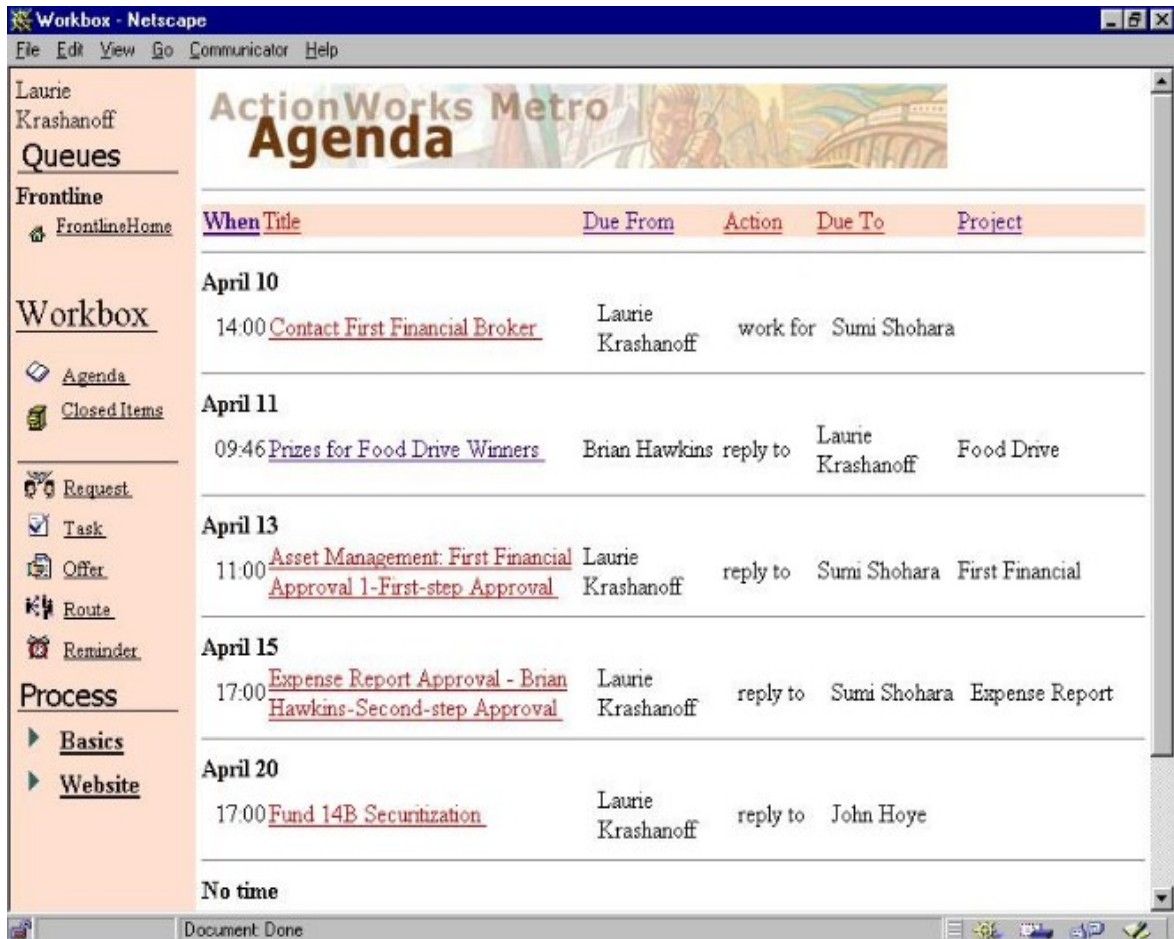 Workbox - Netscape
File Edit View Go Communicator Help
Laurie
Krashanoff
Queues
Frontline
FrontlineHome
Workbox
Agenda
Closed Items
Request
Task
Offer
Route
Reminder
Process
Basics
Website
ActionWorks Metro
Agenda
When Title Due From Action Due To Project
April 10
14:00 Contact First Financial Broker Laurie Krashanoff work for Sumi Shohara
April 11
09:46 Prizes for Food Drive Winners Brian Hawkins reply to Laurie Krashanoff Food Drive
April 13
11:00 Asset Management: First Financial Approval 1-First-step Approval Laurie Krashanoff reply to Sumi Shohara First Financial
April 15
17:00 Expense Report Approval - Brian Hawkins-Second-step Approval Laurie Krashanoff reply to Sumi Shohara Expense Report
April 20
17:00 Fund 14B Securitization Laurie Krashanoff reply to John Hoye
No time
Document: Done